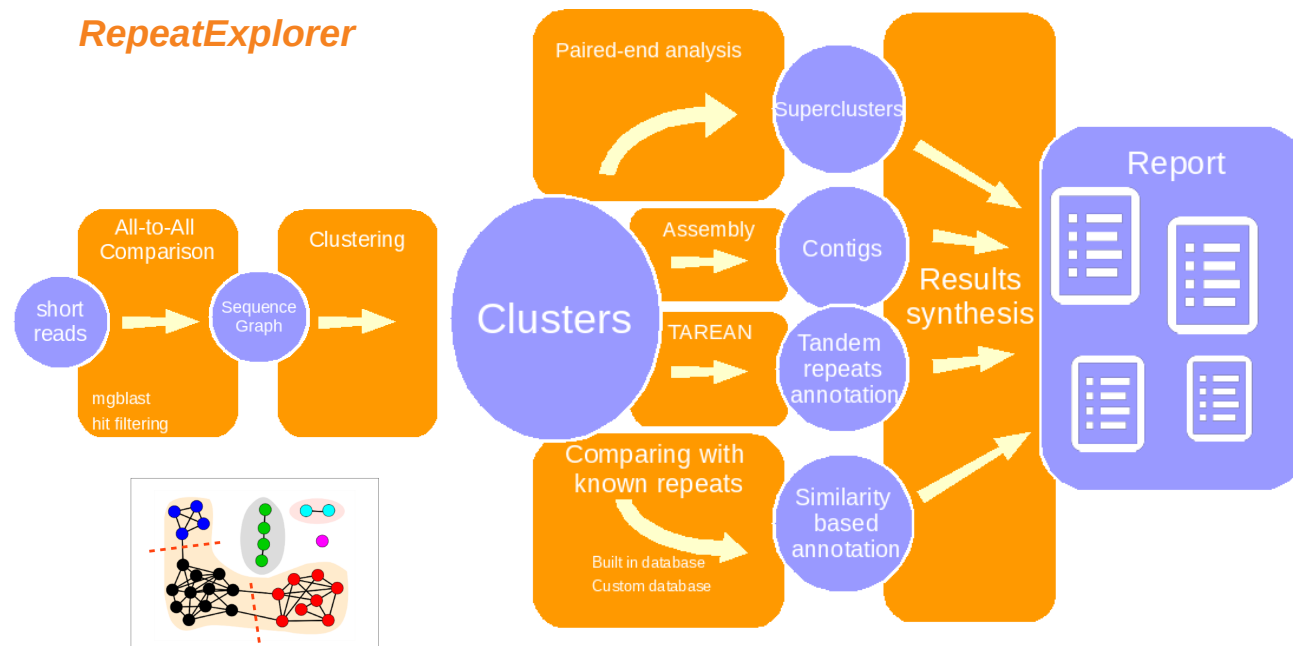 RepeatExplorer
All-to-All
Comparison
short
reads
mgblast
hit filtering
Sequence
Graph
Clustering
Clusters
Paired-end analysis
Superclusters
Assembly
Contigs
TAREAN
Tandem
repeats
annotation
Comparing with
known repeats
Built in database
Custom database
Similarity
based
annotation
Results
synthesis
Report